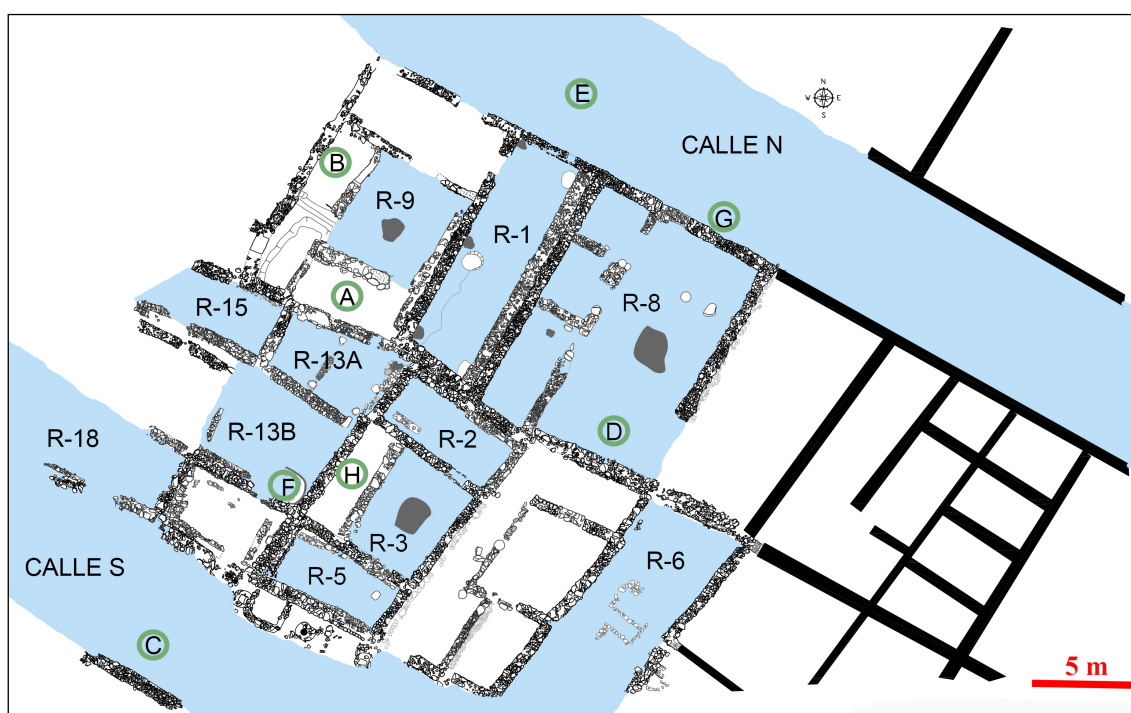 E
CALLE N
N
W E
S
B
R-9
G
R-1
A
R-8
R-15
R-13A
D
R-13B
R-2
R-18
H
F
R-3
R-6
CALLE S
R-5
C
5 m